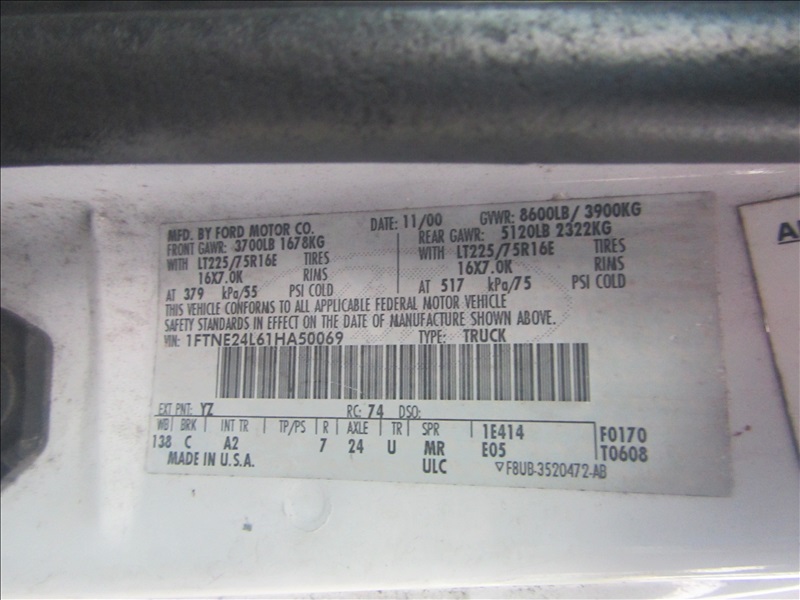 MFD. BY FORD MOTOR CO. DATE: 11/00 GVWR: 8600LB/ 3900KG
FRONT GAWR: 3700LB 1678KG REAR GAWR: 5120LB 2322KG
WITH LT225/75R16E TIRES WITH LT225/75R16E TIRES
16X7.0K RIMS 16X7.0K RIMS
AT 379 kPa/55 PSI COLD AT 517 kPa/75 PSI COLD
THIS VEHICLE CONFORMS TO ALL APPLICABLE FEDERAL MOTOR VEHICLE
SAFETY STANDARDS IN EFFECT ON THE DATE OF MANUFACTURE SHOWN ABOVE.
VIN: 1FTNE24L61HA50069 TYPE: TRUCK
EXT PNT: YZ RC: 74 DSO:
WB BRK INT TR TP/PS R AXLE TR SPR 1E414 F0170
138 C A2 7 24 U MR E05 T0608
MADE IN U.S.A. ULC ▽F8UB-3520472-AB